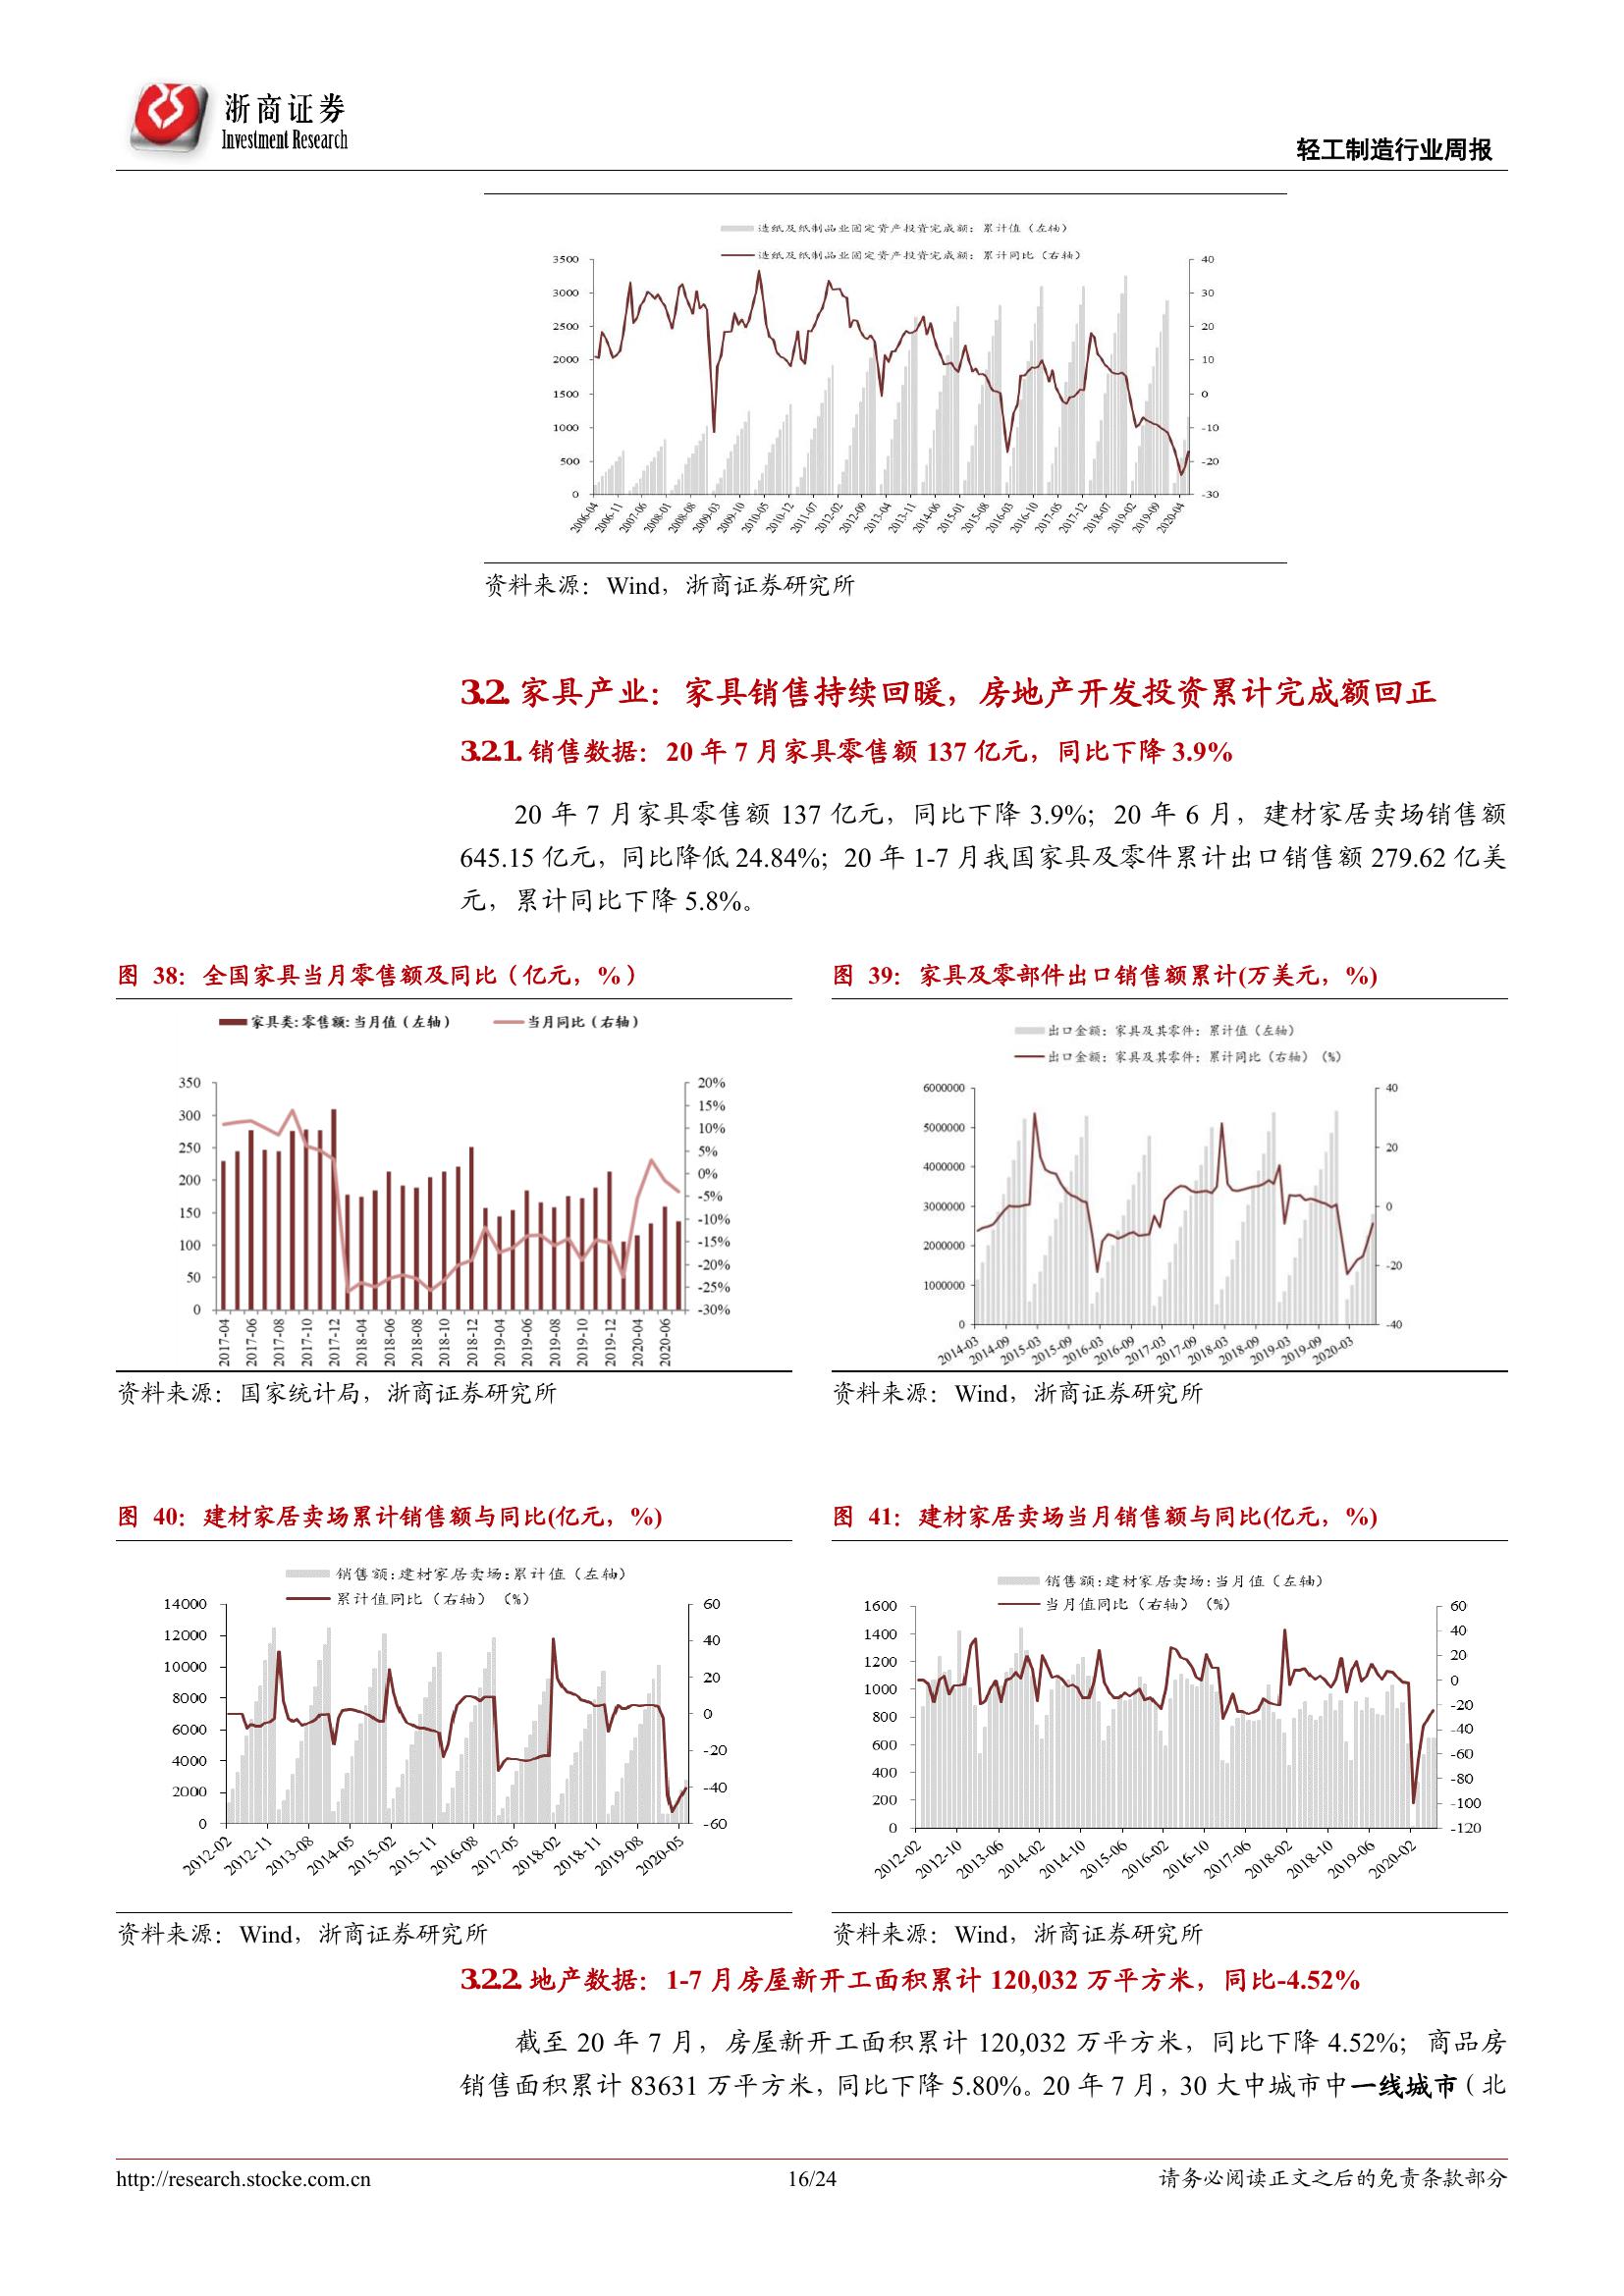 浙商证券
Investment Research
轻工制造行业周报
造纸及纸制品业固定资产投资完成额：累计值（左轴）
造纸及纸制品业固定资产投资完成额：累计同比（右轴）
3500 3000 2500 2000 1500 1000 500 0
40 30 20 10 0 -10 -20 -30
2006-04 2006-11 2007-06 2008-01 2008-08 2009-03 2009-10 2010-05 2010-12 2011-07 2012-02 2012-09 2013-04 2013-11 2014-06 2015-01 2015-08 2016-03 2016-10 2017-05 2017-12 2018-07 2019-02 2019-09 2020-04
资料来源：Wind，浙商证券研究所
3.2. 家具产业：家具销售持续回暖，房地产开发投资累计完成额回正
3.2.1. 销售数据：20 年 7 月家具零售额 137 亿元，同比下降 3.9%
20 年 7 月家具零售额 137 亿元，同比下降 3.9%；20 年 6 月，建材家居卖场销售额
645.15 亿元，同比降低 24.84%；20 年 1-7 月我国家具及零件累计出口销售额 279.62 亿美
元，累计同比下降 5.8%。
图 38：全国家具当月零售额及同比（亿元，%）
家具类:零售额:当月值（左轴） 当月同比（右轴）
350 300 250 200 150 100 50 0
20% 15% 10% 5% 0% -5% -10% -15% -20% -25% -30%
2017-04 2017-06 2017-08 2017-10 2017-12 2018-04 2018-06 2018-08 2018-10 2018-12 2019-04 2019-06 2019-08 2019-10 2019-12 2020-04 2020-06
资料来源：国家统计局，浙商证券研究所
图 39：家具及零部件出口销售额累计(万美元，%)
出口金额：家具及其零件：累计值（左轴）
出口金额：家具及其零件：累计同比（右轴）（%）
6000000 5000000 4000000 3000000 2000000 1000000 0
40 20 0 -20 -40
2014-03 2014-09 2015-03 2015-09 2016-03 2016-09 2017-03 2017-09 2018-03 2018-09 2019-03 2019-09 2020-03
资料来源：Wind，浙商证券研究所
图 40：建材家居卖场累计销售额与同比(亿元，%)
销售额:建材家居卖场:累计值（左轴）
累计值同比（右轴）（%）
14000 12000 10000 8000 6000 4000 2000 0
60 40 20 0 -20 -40 -60
2012-02 2012-11 2013-08 2014-05 2015-02 2015-11 2016-08 2017-05 2018-02 2018-11 2019-08 2020-05
资料来源：Wind，浙商证券研究所
图 41：建材家居卖场当月销售额与同比(亿元，%)
销售额:建材家居卖场:当月值（左轴）
当月值同比（右轴）（%）
1600 1400 1200 1000 800 600 400 200 0
60 40 20 0 -20 -40 -60 -80 -100 -120
2012-02 2012-10 2013-06 2014-02 2014-10 2015-06 2016-02 2016-10 2017-06 2018-02 2018-10 2019-06 2020-02
资料来源：Wind，浙商证券研究所
3.2.2. 地产数据：1-7 月房屋新开工面积累计 120,032 万平方米，同比-4.52%
截至 20 年 7 月，房屋新开工面积累计 120,032 万平方米，同比下降 4.52%；商品房
销售面积累计 83631 万平方米，同比下降 5.80%。20 年 7 月，30 大中城市中一线城市（北
http://research.stocke.com.cn
16/24
请务必阅读正文之后的免责条款部分